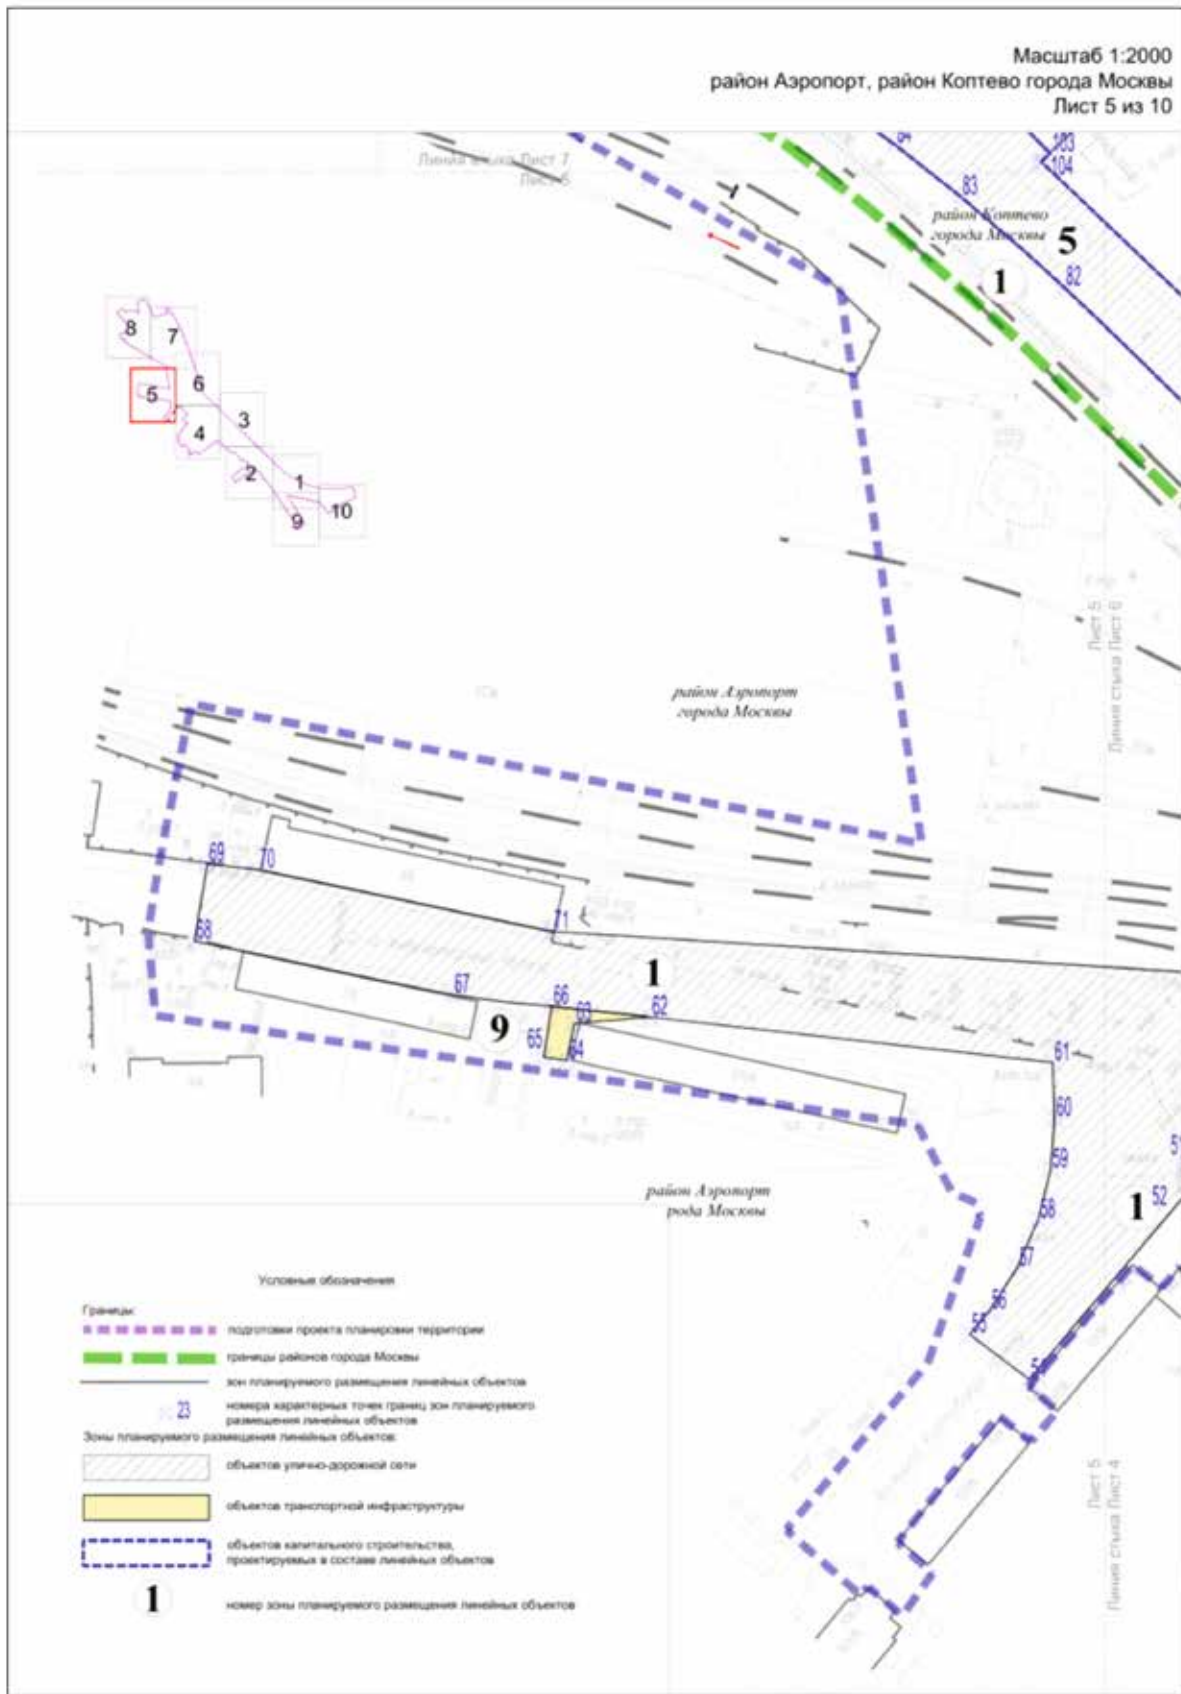 Масштаб 1:2000
район Аэропорт, район Коптево города Москвы
Лист 5 из 10
103
104
Линия стыка Лист 7
83
район Коптево
города Москвы
5
1
82
8
7
5
6
3
4
2
1
9
10
Лист 5
Линия стыка Лист 6
район Аэропорт
города Москвы
69
70
71
68
1
67
66
62
63
9
65
64
61
60
59
58
57
56
55
52
1
район Аэропорт
рода Москвы
Условные обозначения
Границы:
подготовки проекта планировки территории
границы районов города Москвы
зон планируемого размещения линейных объектов
23
номера характерных точек границ зон планируемого
размещения линейных объектов
Зоны планируемого размещения линейных объектов:
объектов улично-дорожной сети
объектов транспортной инфраструктуры
объектов капитального строительства,
проектируемых в составе линейных объектов
1
номер зоны планируемого размещения линейных объектов
Лист 5
Линия стыка Лист 4